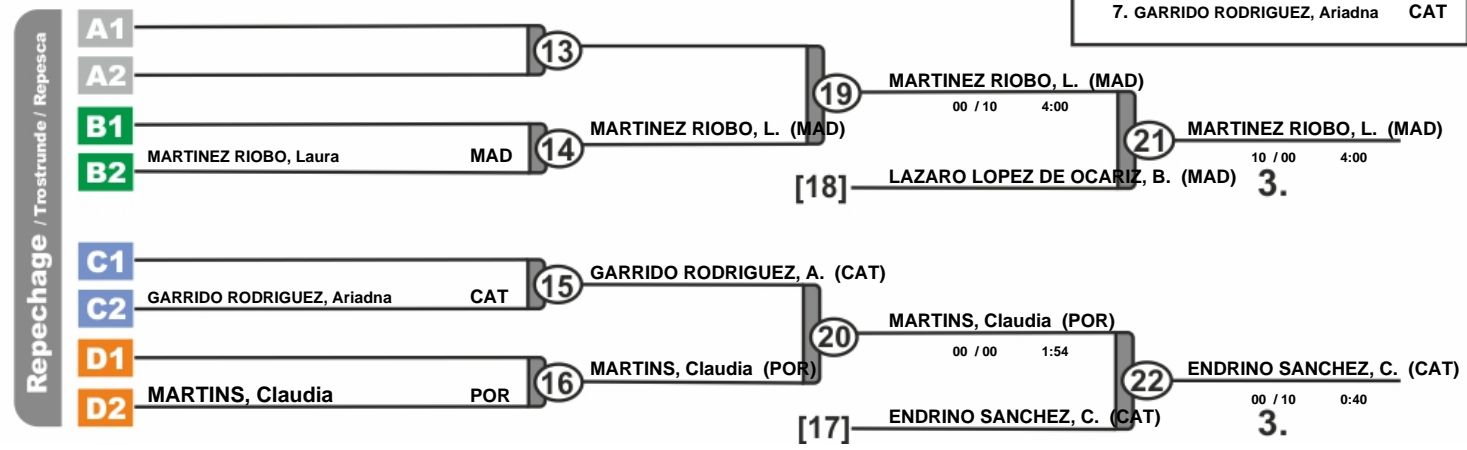 7. GARRIDO RODRIGUEZ, Ariadna CAT
Repechage / Trostrunde / Repesca
A1
13
A2
19
MARTINEZ RIOBO, L. (MAD)
00 / 10 4:00
B1
MARTINEZ RIOBO, L. (MAD)
21
MARTINEZ RIOBO, L. (MAD)
MARTINEZ RIOBO, Laura MAD
14
10 / 00 4:00
B2
[18]
LAZARO LOPEZ DE OCARIZ, B. (MAD)
3.
C1
GARRIDO RODRIGUEZ, A. (CAT)
15
GARRIDO RODRIGUEZ, Ariadna CAT
C2
MARTINS, Claudia (POR)
20
00 / 00 1:54
D1
MARTINS, Claudia (POR)
16
22
ENDRINO SANCHEZ, C. (CAT)
MARTINS, Claudia POR
00 / 10 0:40
D2
[17]
ENDRINO SANCHEZ, C. (CAT)
3.